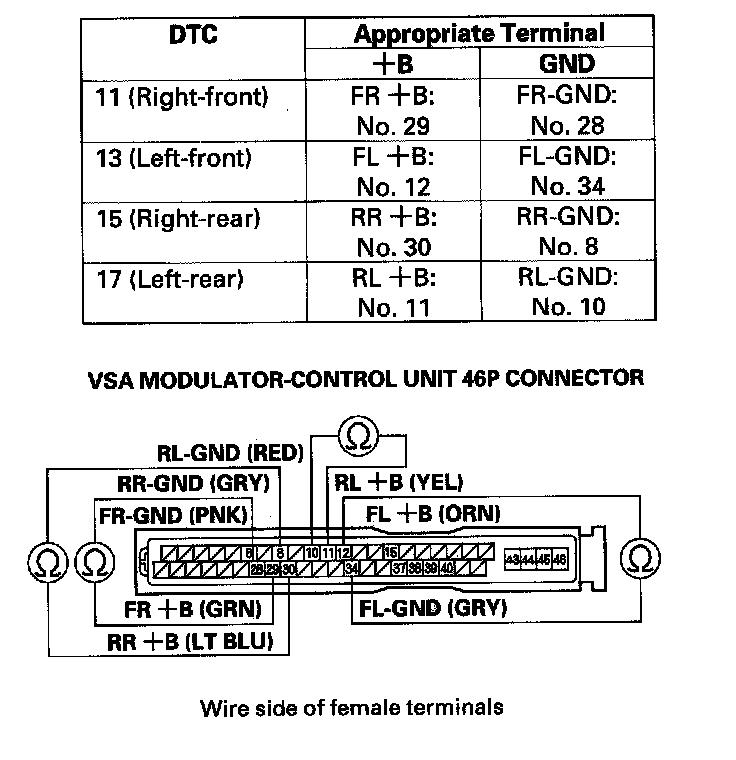 DTC
Appropriate Terminal
+B
GND
11 (Right-front)
FR +B:
No. 29
FR-GND:
No. 28
13 (Left-front)
FL +B:
No. 12
FL-GND:
No. 34
15 (Right-rear)
RR +B:
No. 30
RR-GND:
No. 8
17 (Left-rear)
RL +B:
No. 11
RL-GND:
No. 10
VSA MODULATOR-CONTROL UNIT 46P CONNECTOR
Ω
RL-GND (RED)
RR-GND (GRY)
RL +B (YEL)
FR-GND (PNK)
FL +B (ORN)
Ω Ω
6 8 10 11 12 15
43 44 45 46
Ω
28 29 30 34 37 38 39 40
FR +B (GRN)
FL-GND (GRY)
RR +B (LT BLU)
Wire side of female terminals